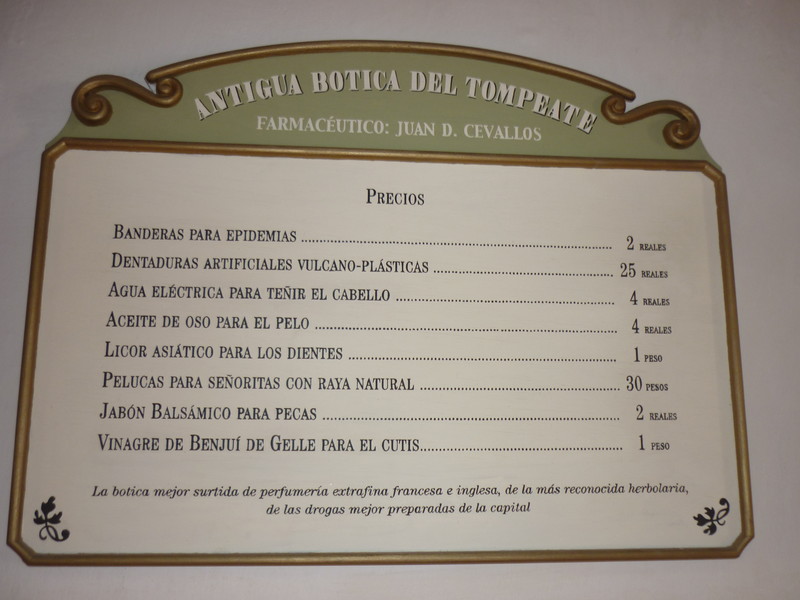 ANTIGUA BOTICA DEL TOMPEATE
FARMACÉUTICO: JUAN D. CEVALLOS
PRECIOS
BANDERAS PARA EPIDEMIAS ........ 2 REALES
DENTADURAS ARTIFICIALES VULCANO-PLÁSTICAS ........ 25 REALES
AGUA ELÉCTRICA PARA TEÑIR EL CABELLO ........ 4 REALES
ACEITE DE OSO PARA EL PELO ........ 4 REALES
LICOR ASIÁTICO PARA LOS DIENTES ........ 1 PESO
PELUCAS PARA SEÑORITAS CON RAYA NATURAL ........ 30 PESOS
JABÓN BALSÁMICO PARA PECAS ........ 2 REALES
VINAGRE DE BENJUÍ DE GELLE PARA EL CUTIS ........ 1 PESO
La botica mejor surtida de perfumería extrafina francesa e inglesa, de la más reconocida herbolaria,
de las drogas mejor preparadas de la capital